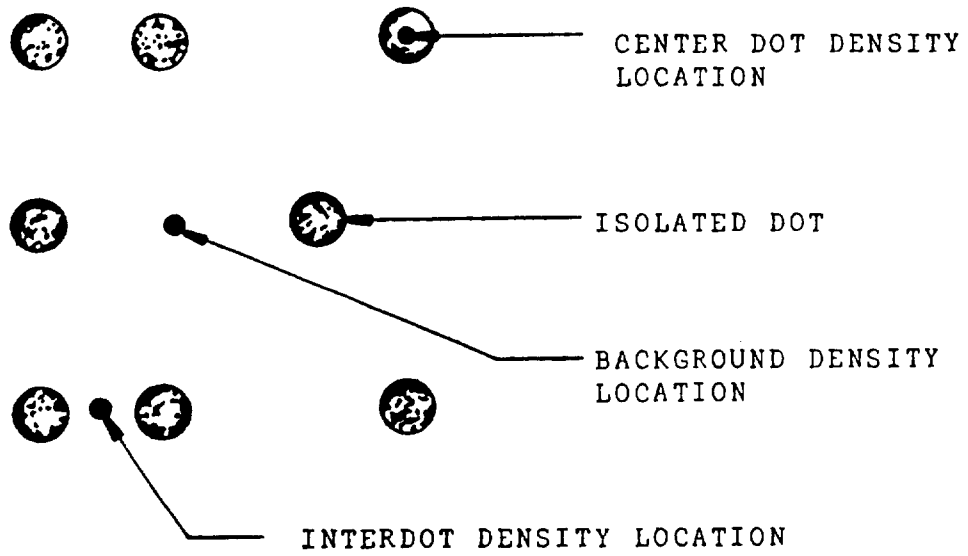 CENTER DOT DENSITY
LOCATION
ISOLATED DOT
BACKGROUND DENSITY
LOCATION
INTERDOT DENSITY LOCATION